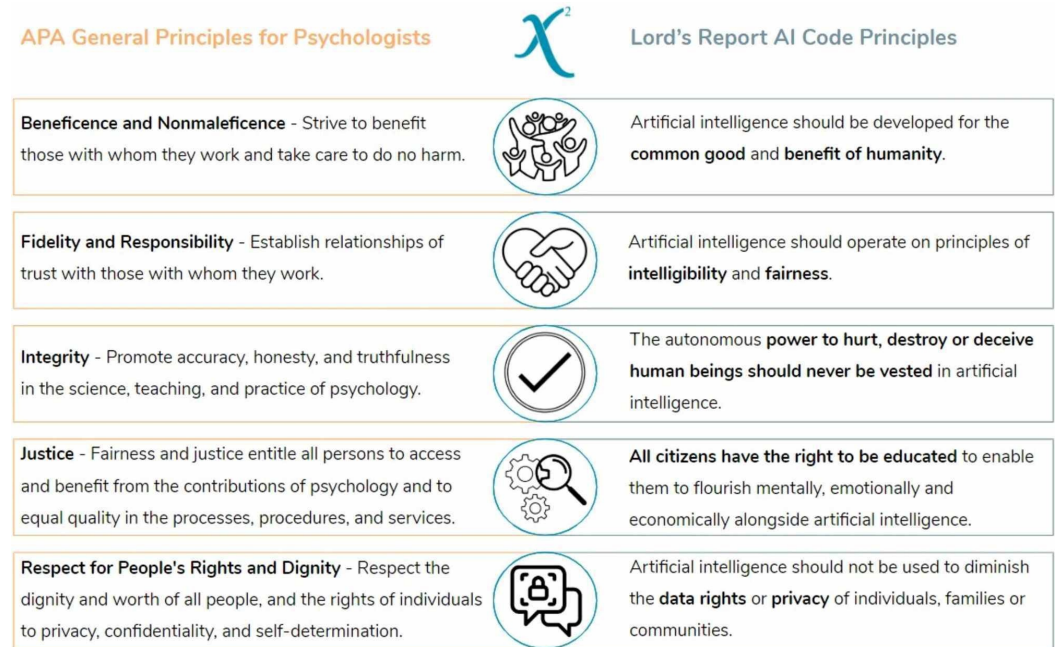 APA General Principles for Psychologists
X²
Lord's Report AI Code Principles
Beneficence and Nonmaleficence - Strive to benefit
those with whom they work and take care to do no harm.
Artificial intelligence should be developed for the
common good and benefit of humanity.
Fidelity and Responsibility - Establish relationships of
trust with those with whom they work.
Artificial intelligence should operate on principles of
intelligibility and fairness.
Integrity - Promote accuracy, honesty, and truthfulness
in the science, teaching, and practice of psychology.
The autonomous power to hurt, destroy or deceive
human beings should never be vested in artificial
intelligence.
Justice - Fairness and justice entitle all persons to access
and benefit from the contributions of psychology and to
equal quality in the processes, procedures, and services.
All citizens have the right to be educated to enable
them to flourish mentally, emotionally and
economically alongside artificial intelligence.
Respect for People's Rights and Dignity - Respect the
dignity and worth of all people, and the rights of individuals
to privacy, confidentiality, and self-determination.
Artificial intelligence should not be used to diminish
the data rights or privacy of individuals, families or
communities.